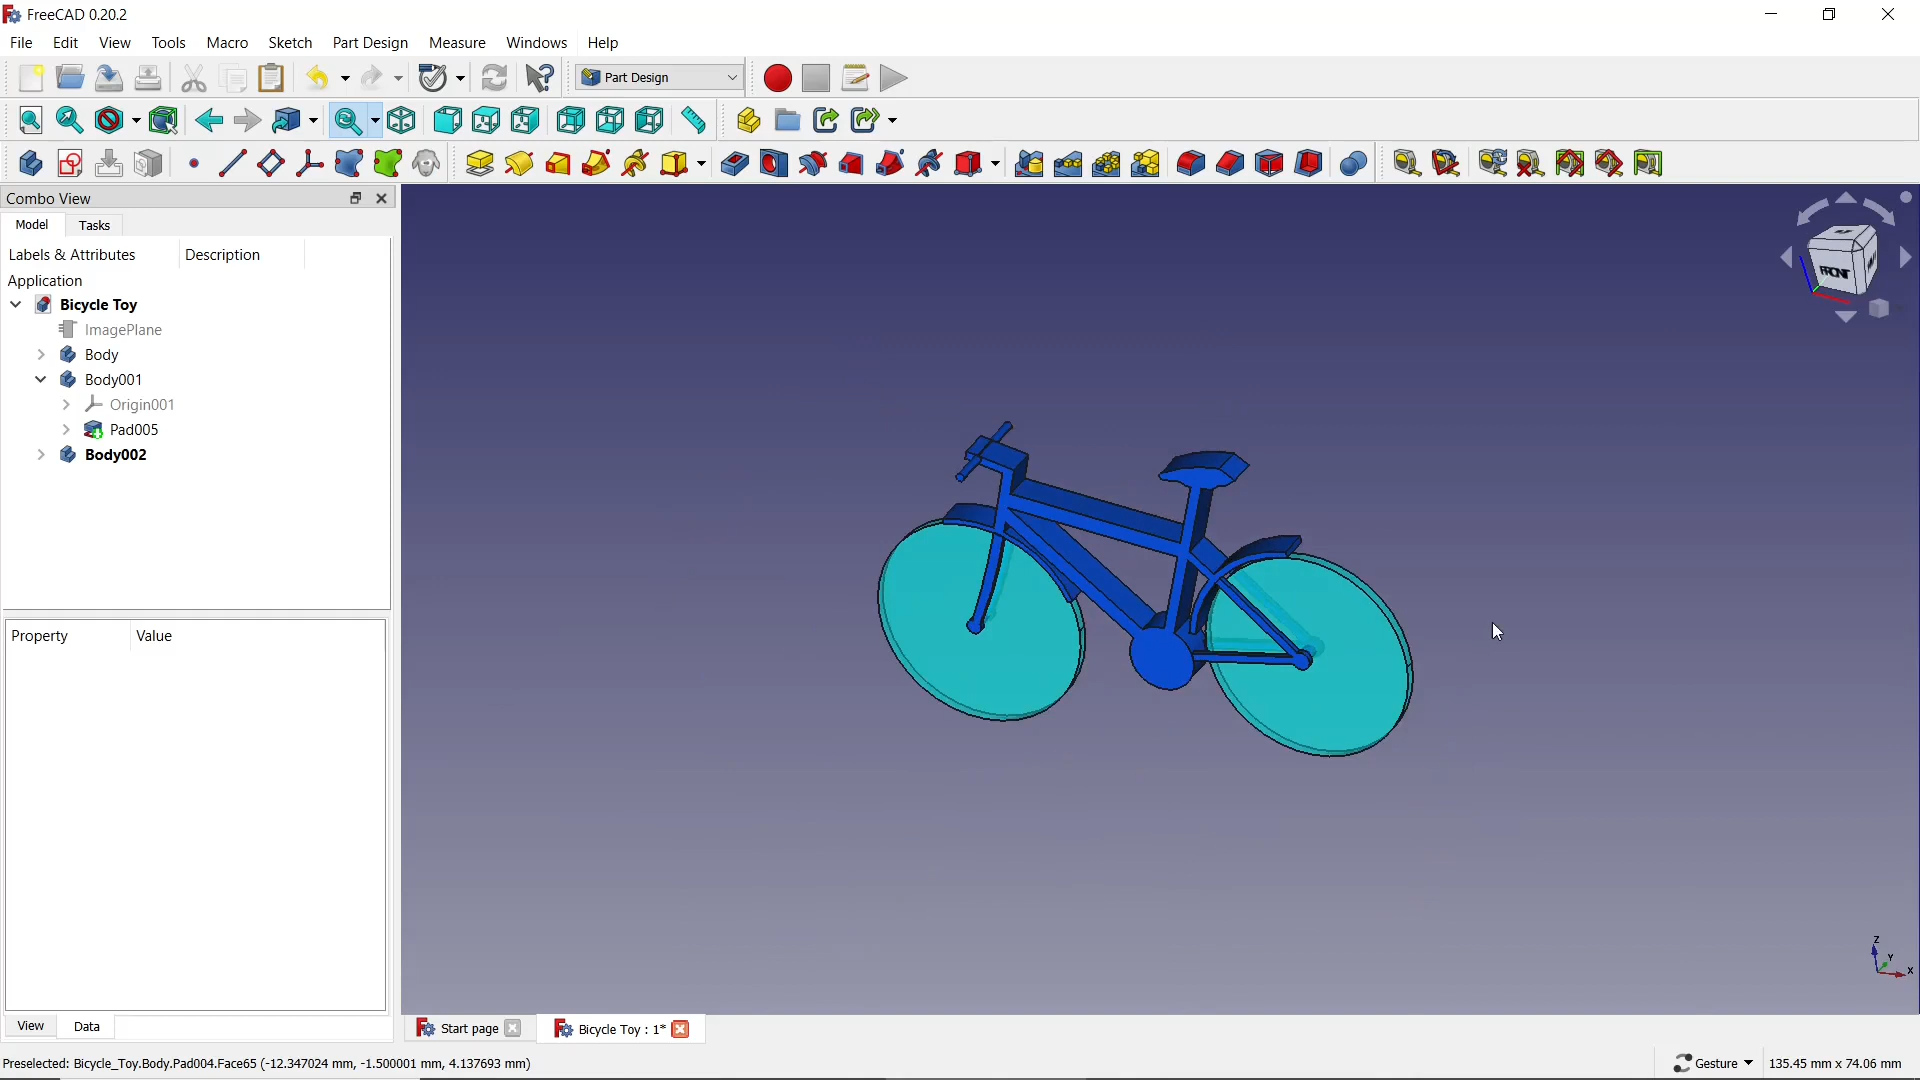 FreeCAD 0.20.2
File Edit View Tools Macro Sketch Part Design Measure Windows Help
Part Design
Combo View
Model Tasks
Labels & Attributes Description
Application
Bicycle Toy
ImagePlane
Body
Body001
Origin001
Pad005
Body002
FRONT
Property Value
Z
Y
X
View Data
Start page Bicycle Toy : 1*
Preselected: Bicycle_Toy.Body.Pad004.Face65 (-12.347024 mm, -1.500001 mm, 4.137693 mm)
Gesture 135.45 mm x 74.06 mm